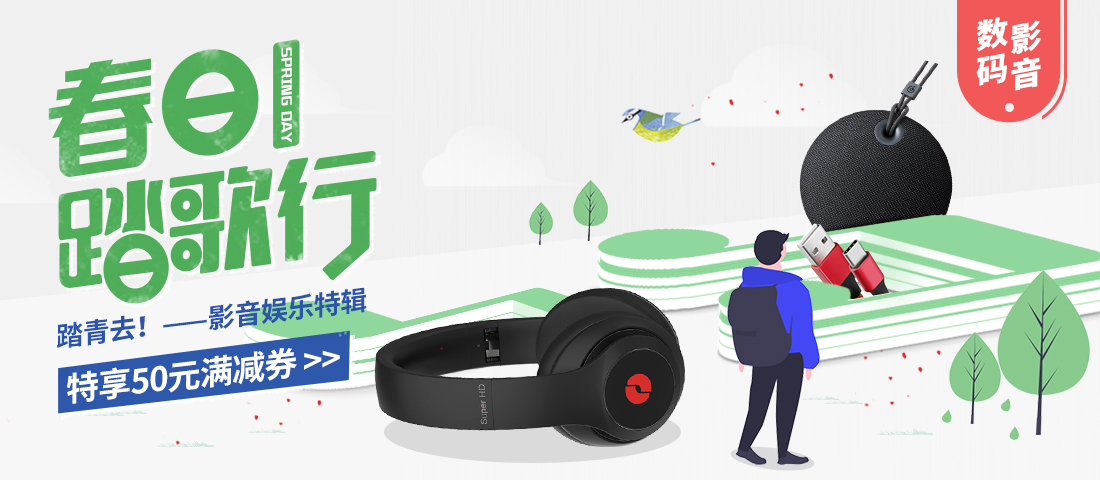 春日
SPRING DAY
踏歌行
踏青去！——影音娱乐特辑
特享50元满减券 >>
数码
影音
Super HD